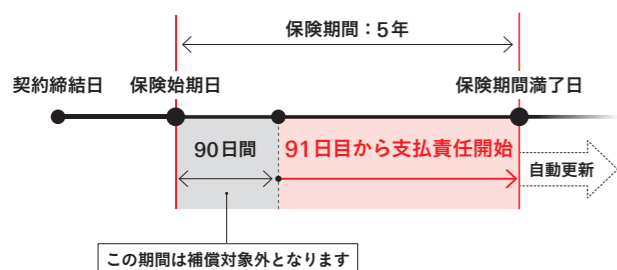 保険期間：5年
契約締結日
保険始期日
保険期間満了日
90日間
91日目から支払責任開始
自動更新
この期間は補償対象外となります